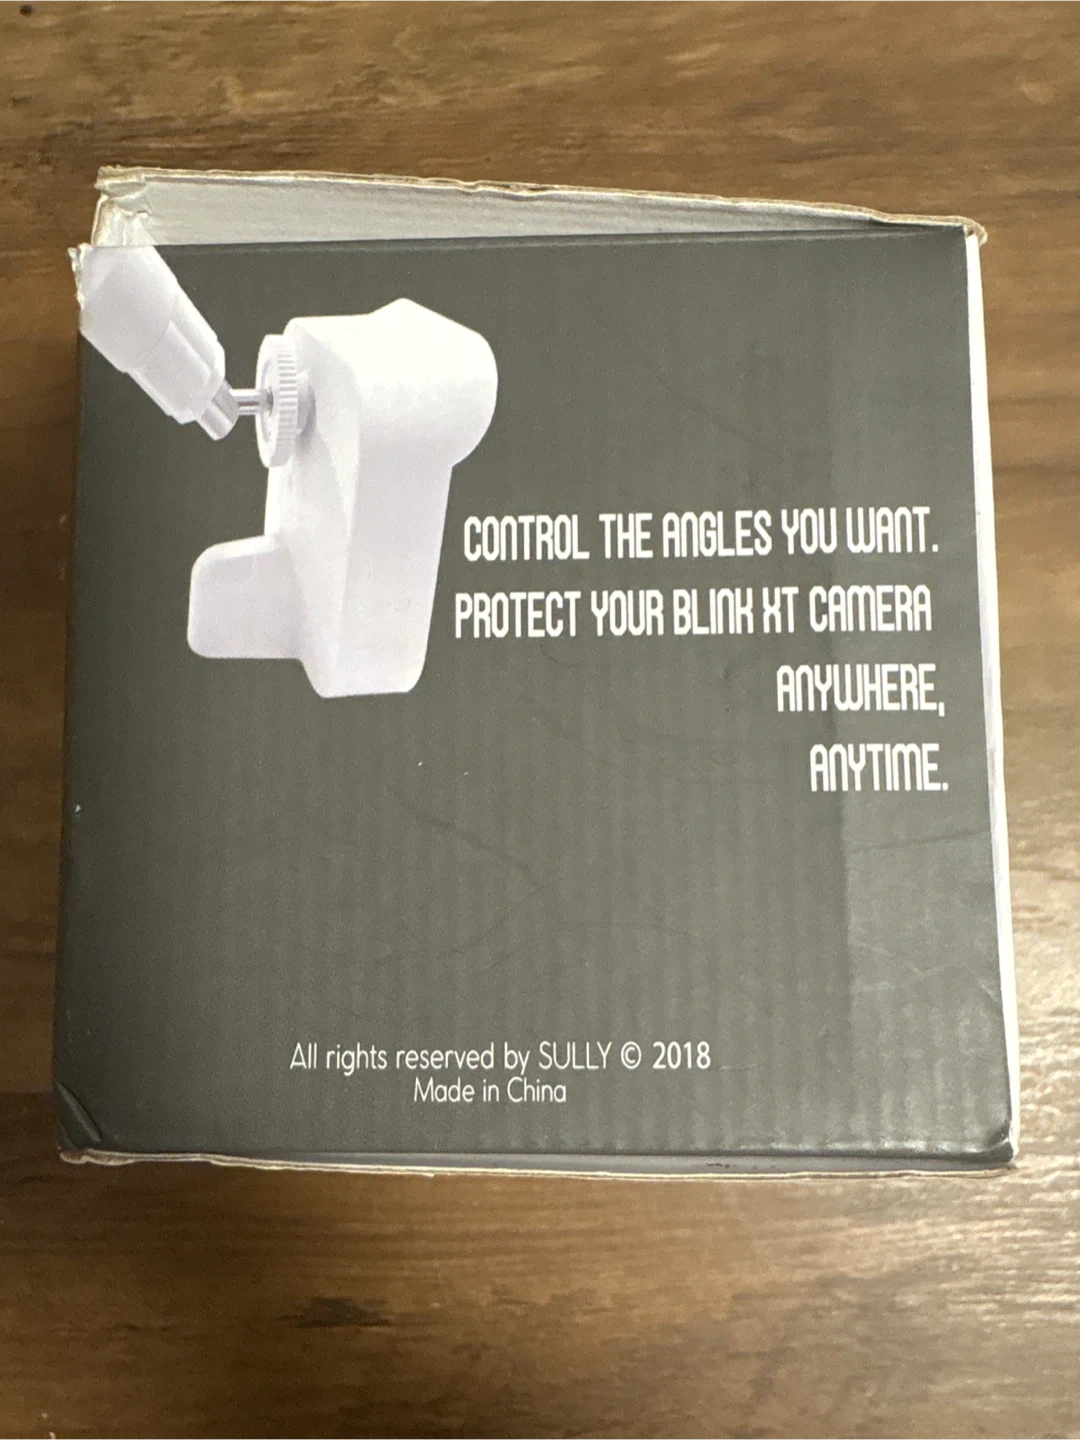 CONTROL THE ANGLES YOU WANT.
PROTECT YOUR BLINK XT CAMERA
ANYWHERE,
ANYTIME.
All rights reserved by SULLY © 2018
Made in China